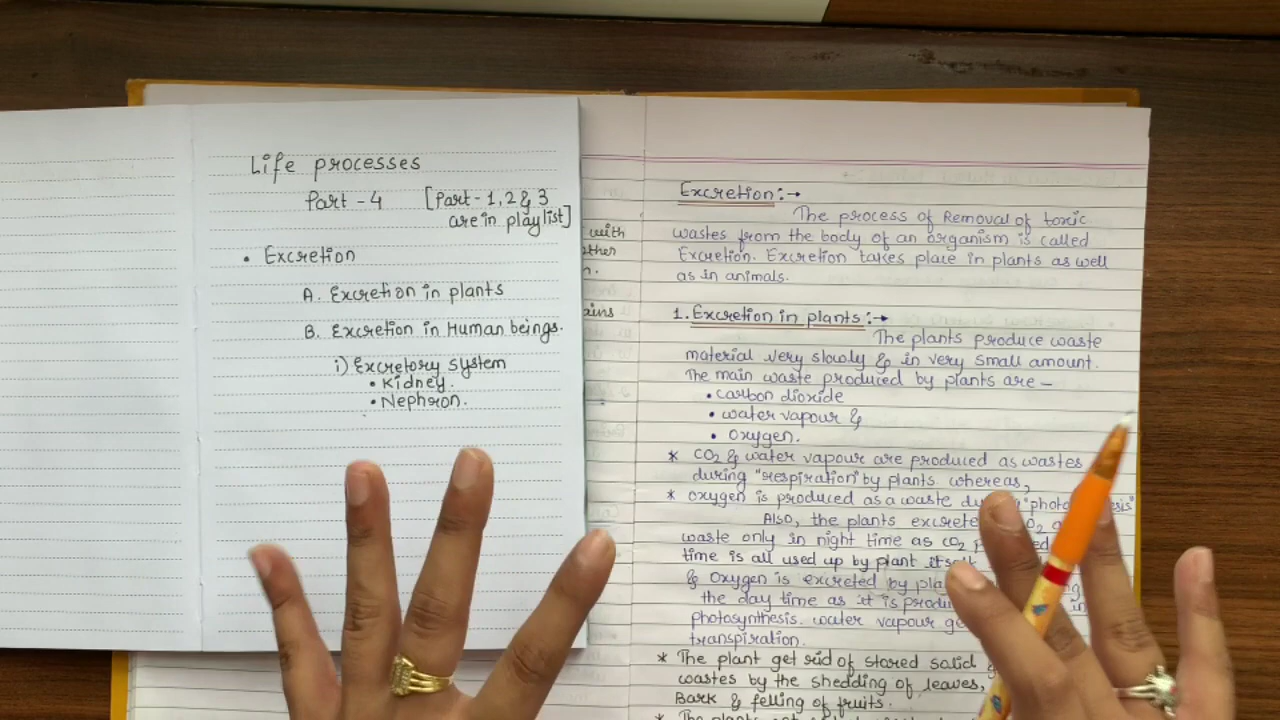 Life processes
Part - 4 [Part - 1, 2 & 3
are in playlist]
• Excretion
A. Excretion in plants
B. Excretion in Human beings.
i) Excretory system
• Kidney.
• Nephron.
with
ains
Excretion:→
The process of Removal of toxic
wastes from the body of an organism is called
Excretion. Excretion takes place in plants as well
as in animals.
1. Excretion in plants:→
The plants produce waste
material very slowly & in very small amount.
The main waste produced by plants are –
• carbon dioxide
• water vapour &
• oxygen.
* CO2 & water vapour are produced as wastes
during "respiration" by plants whereas,
* oxygen is produced as a waste
Also, the plants excrete
waste only in night time as CO2
time is all used up by plant itself
& Oxygen is excreted by
the day time as it is in
photosynthesis. water vapour
transpiration.
* The plant get rid of stored solid
wastes by the shedding of leaves,
Bark & felling of fruits.